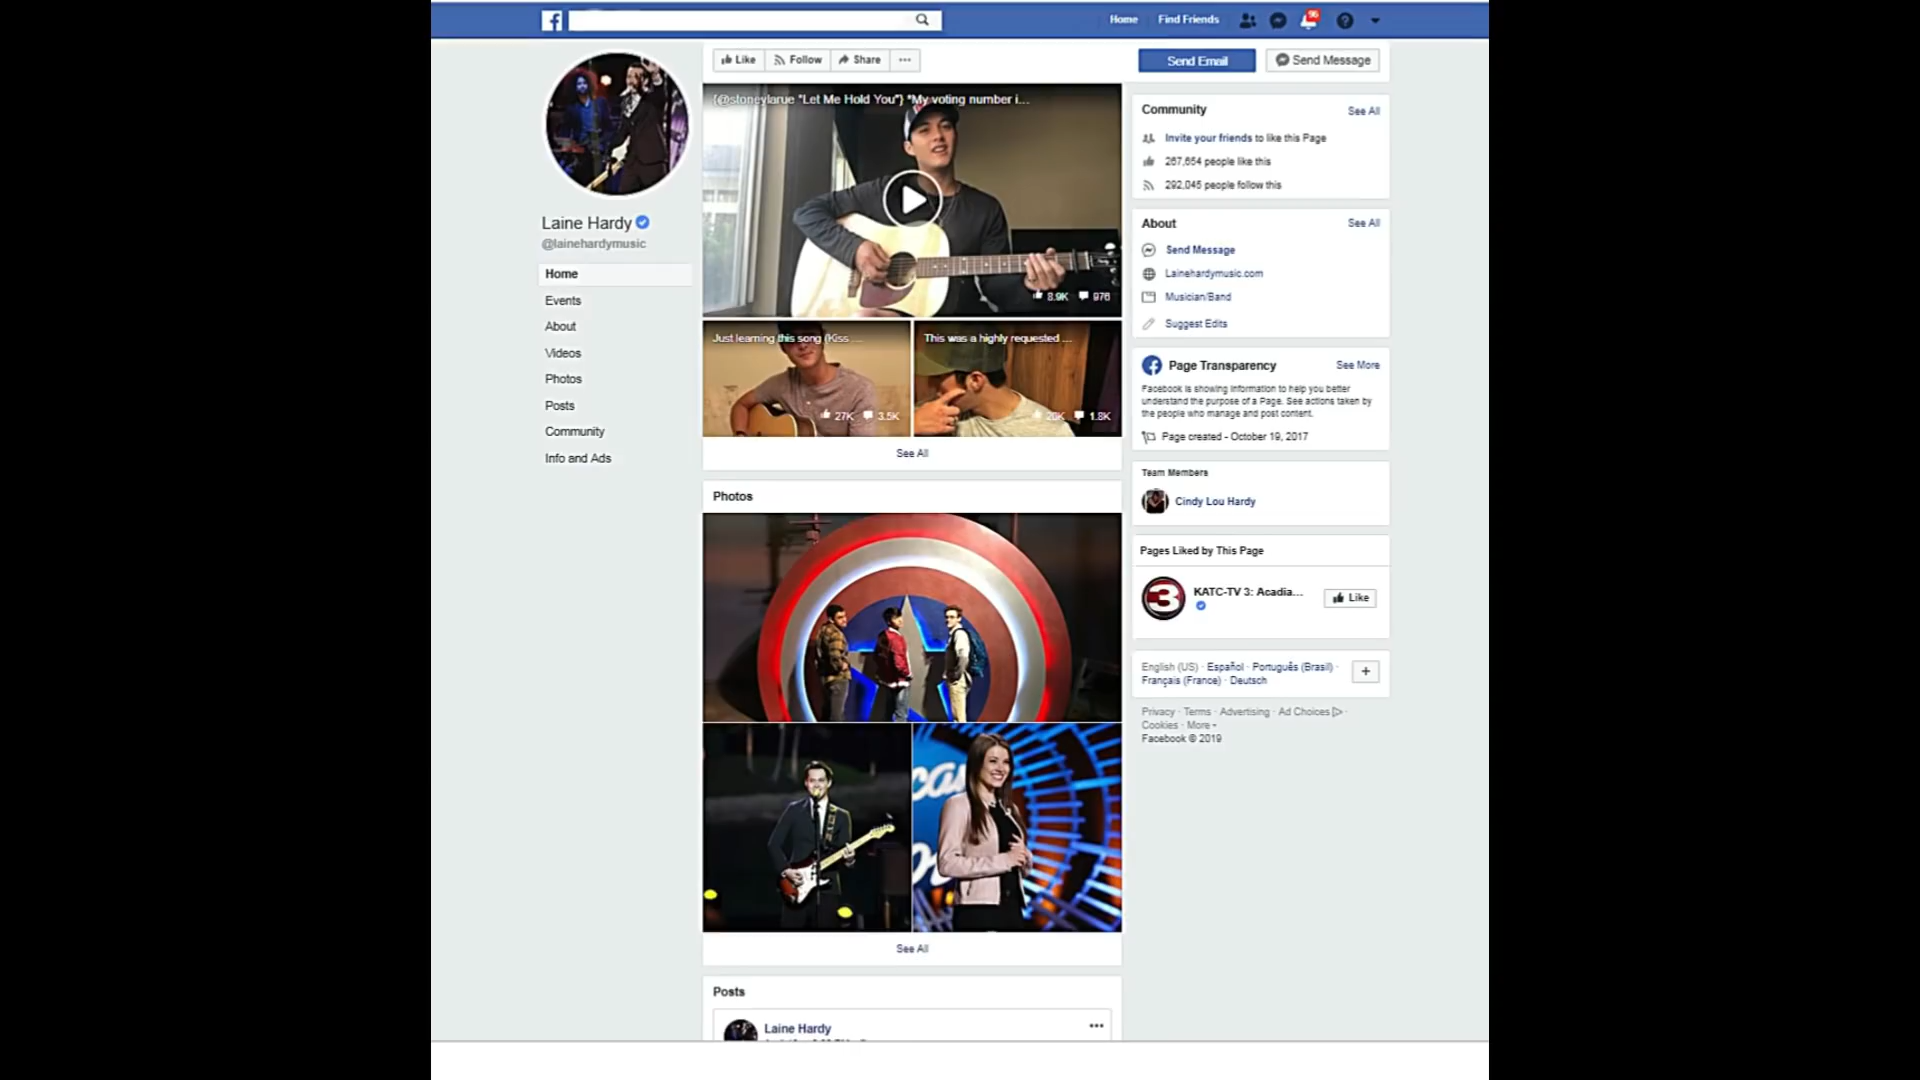 Home
Find Friends
96
Like
Follow
Share
Send Email
Send Message
Laine Hardy
@lainehardymusic
Home
Events
About
Videos
Photos
Posts
Community
Info and Ads
{@stoneylarue "Let Me Hold You"} *My voting number i...
8.9K 976
Just learning this song (Kiss ...
27K 3.5K
This was a highly requested ...
20K 1.8K
See All
Photos
See All
Posts
Laine Hardy
Community
See All
Invite your friends to like this Page
267,654 people like this
292,045 people follow this
About
See All
Send Message
Lainehardymusic.com
Musician/Band
Suggest Edits
Page Transparency
See More
Facebook is showing information to help you better
understand the purpose of a Page. See actions taken by
the people who manage and post content.
Page created - October 19, 2017
Team Members
Cindy Lou Hardy
Pages Liked by This Page
3
KATC-TV 3: Acadia...
Like
English (US) · Español · Português (Brasil) ·
Français (France) · Deutsch
Privacy · Terms · Advertising · Ad Choices ·
Cookies · More
Facebook © 2019